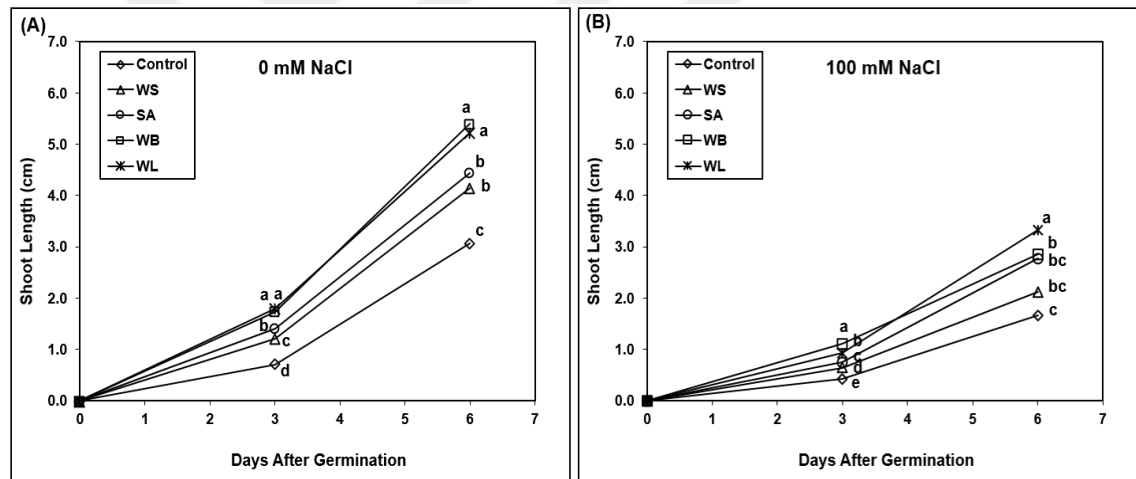 (A)
7.0
6.0
5.0
4.0
3.0
2.0
1.0
0.0
Shoot Length (cm)
Control
WS
SA
WB
WL
0 mM NaCl
a
a
b
b
c
a a
b
c
d
0 1 2 3 4 5 6 7
Days After Germination
(B)
7.0
6.0
5.0
4.0
3.0
2.0
1.0
0.0
Shoot Length (cm)
Control
WS
SA
WB
WL
100 mM NaCl
a
b
bc
bc
c
a
b
c
d
e
0 1 2 3 4 5 6 7
Days After Germination